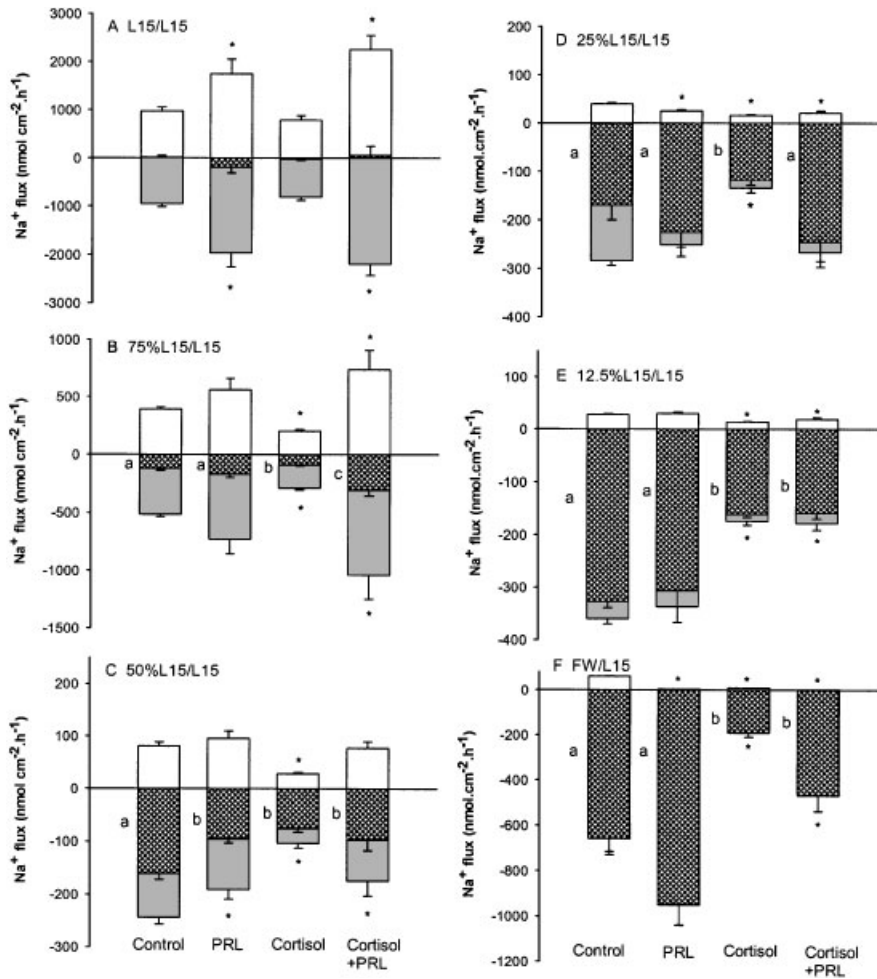 A L15/L15
Na+ flux (nmol cm-2.h-1)
3000
2000
1000
0
-1000
-2000
-3000
* * * *
B 75%L15/L15
Na+ flux (nmol cm-2.h-1)
1000
500
0
-500
-1000
-1500
a a b c
* * * *
C 50%L15/L15
Na+ flux (nmol cm-2.h-1)
200
100
0
-100
-200
-300
a b b b
* * * *
Control PRL Cortisol Cortisol
+PRL
D 25%L15/L15
Na+ flux (nmol.cm-2.h-1)
200
100
0
-100
-200
-300
-400
a a b a
* * * *
E 12.5%L15/L15
Na+ flux (nmol.cm-2.h-1)
100
0
-100
-200
-300
-400
a a b b
* * * *
F FW/L15
Na+ flux (nmol.cm-2.h-1)
0
-200
-400
-600
-800
-1000
-1200
a a b b
* * * * *
Control PRL Cortisol Cortisol
+PRL